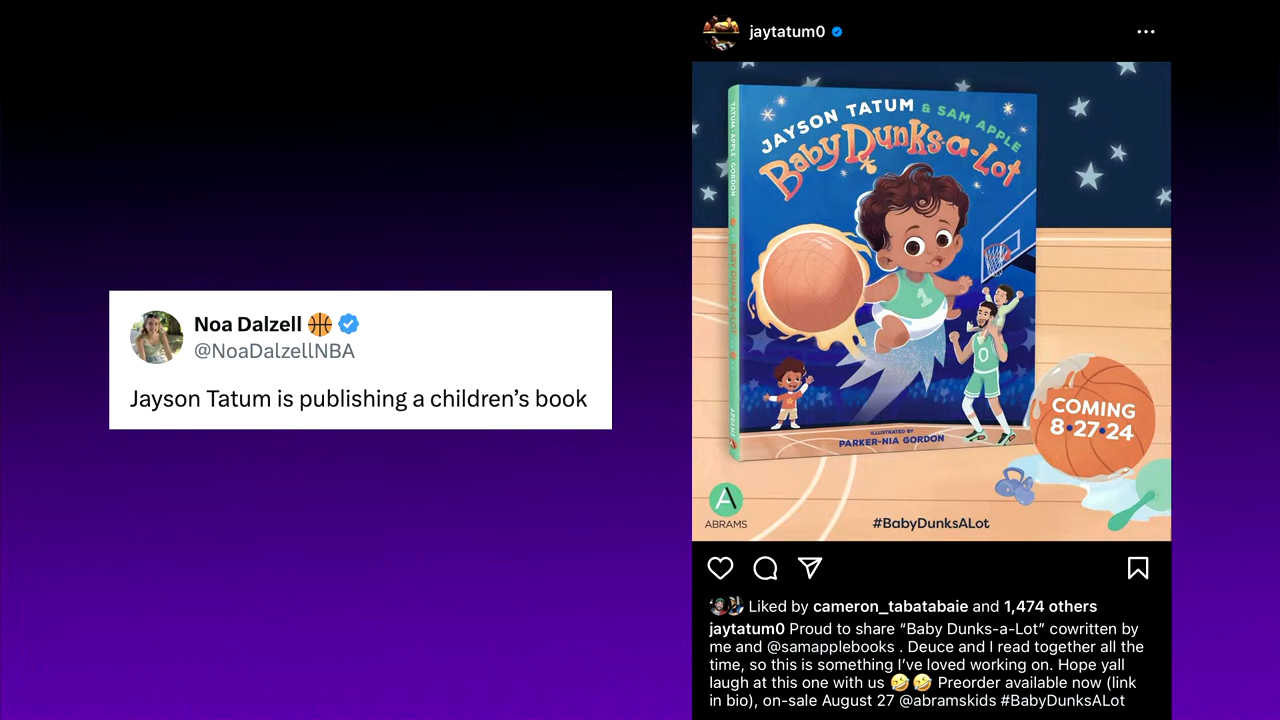 Noa Dalzell 🏀
@NoaDalzellNBA
Jayson Tatum is publishing a children’s book
jaytatum0
JAYSON TATUM & SAM APPLE
Baby Dunks-a-Lot
TATUM · APPLE · GORDON
BABY DUNKS-A-LOT
ABRAMS
1
0
ILLUSTRATED BY
PARKER-NIA GORDON
COMING
8•27•24
A
ABRAMS
#BabyDunksALot
Liked by cameron_tabatabaie and 1,474 others
jaytatum0 Proud to share “Baby Dunks-a-Lot” cowritten by
me and @samapplebooks . Deuce and I read together all the
time, so this is something I’ve loved working on. Hope yall
laugh at this one with us 🤣 🤣 Preorder available now (link
in bio), on-sale August 27 @abramskids #BabyDunksALot